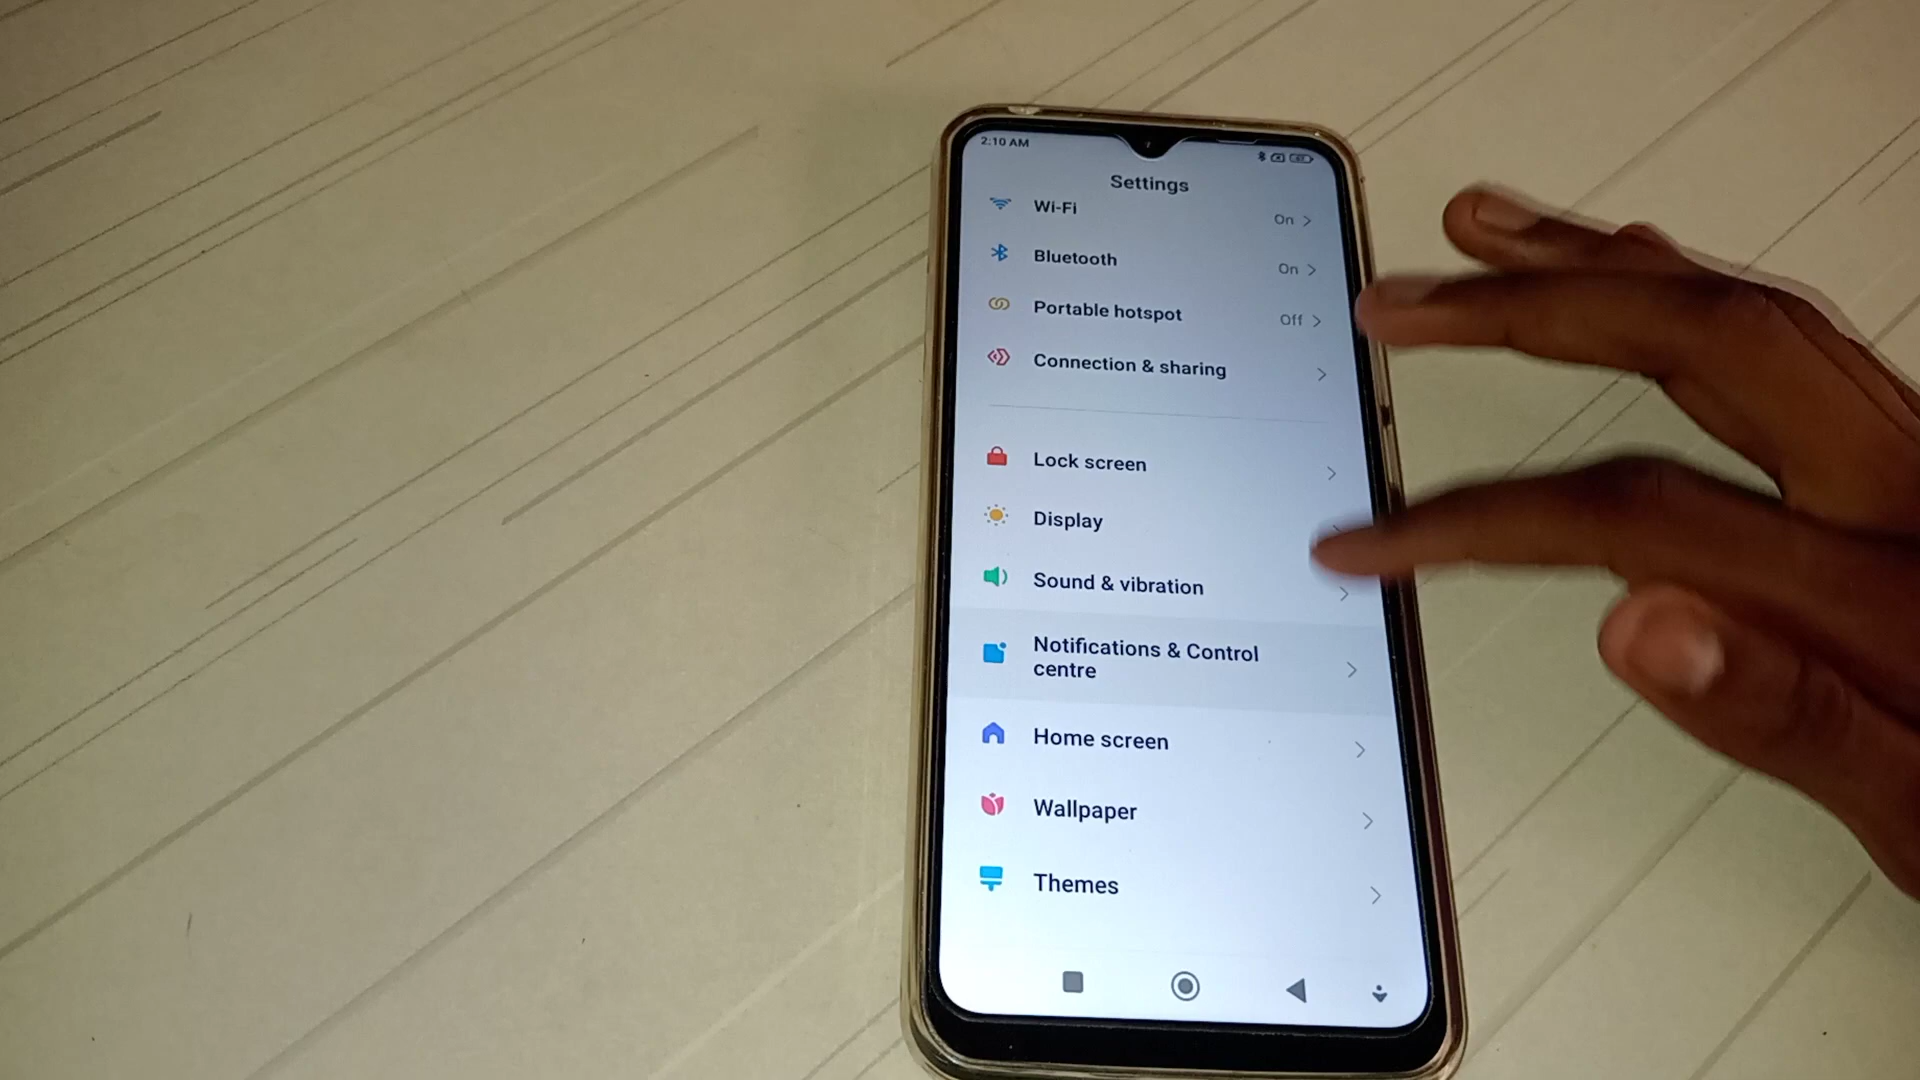 2:10 AM
Settings
Wi-Fi On
Bluetooth On
Portable hotspot Off
Connection & sharing
Lock screen
Display
Sound & vibration
Notifications & Control
centre
Home screen
Wallpaper
Themes